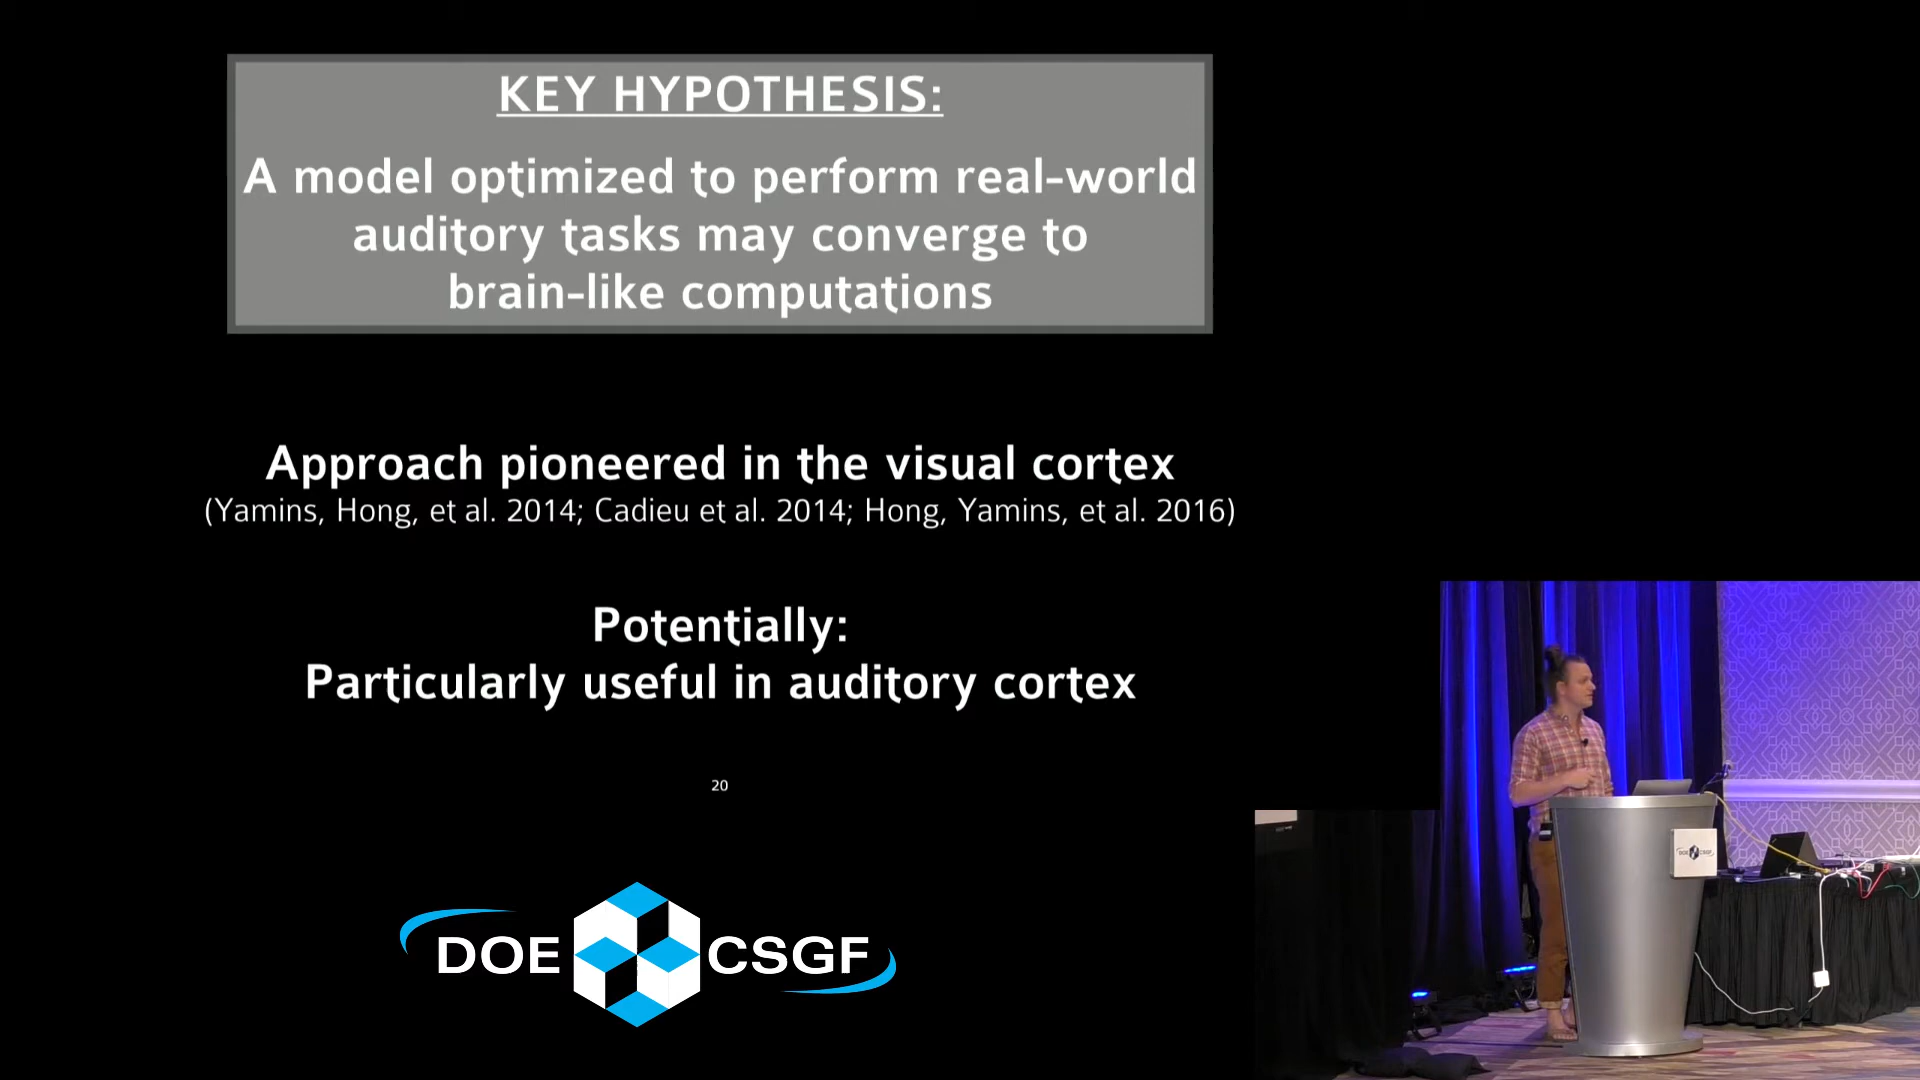 KEY HYPOTHESIS:
A model optimized to perform real-world
auditory tasks may converge to
brain-like computations
Approach pioneered in the visual cortex
(Yamins, Hong, et al. 2014; Cadieu et al. 2014; Hong, Yamins, et al. 2016)
Potentially:
Particularly useful in auditory cortex
20
DOE CSGF
DOE CSGF